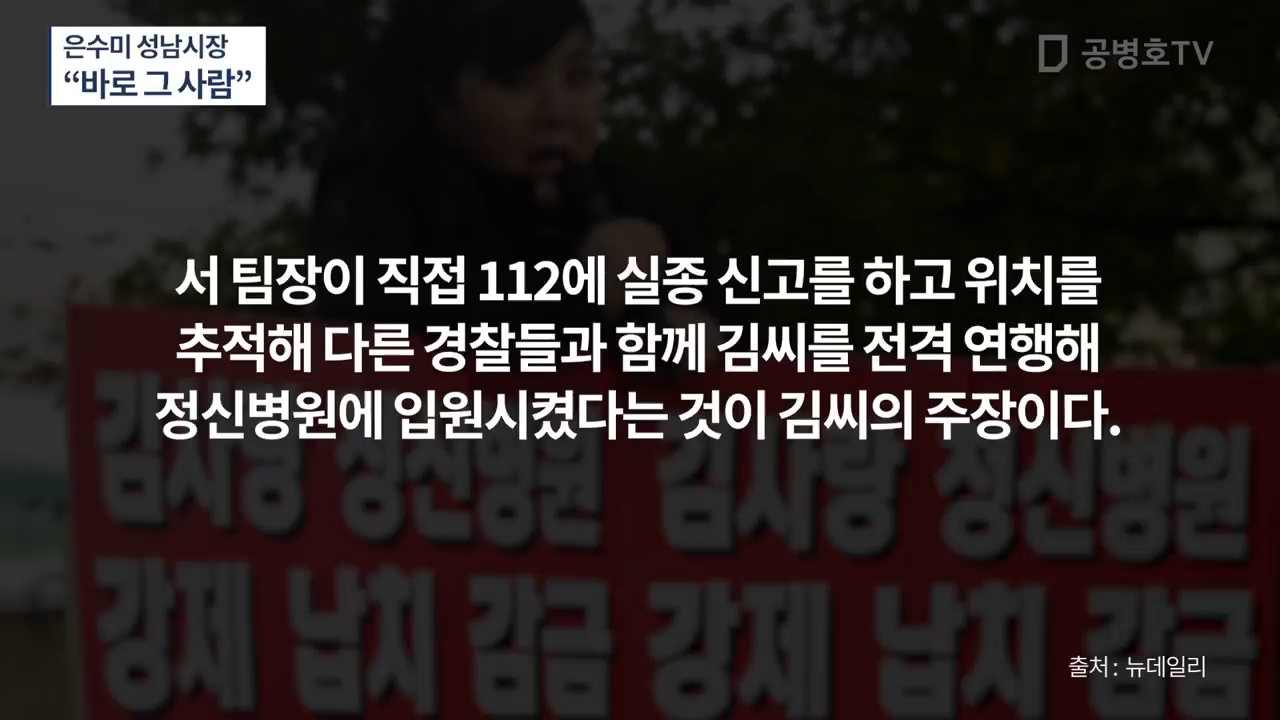 은수미 성남시장
“바로 그 사람”
공병호TV
서 팀장이 직접 112에 실종 신고를 하고 위치를
추적해 다른 경찰들과 함께 김씨를 전격 연행해
정신병원에 입원시켰다는 것이 김씨의 주장이다.
김사랑 정신병원 김사랑 정신병원
강제 납치 감금 강제 납치 감금
출처 : 뉴데일리